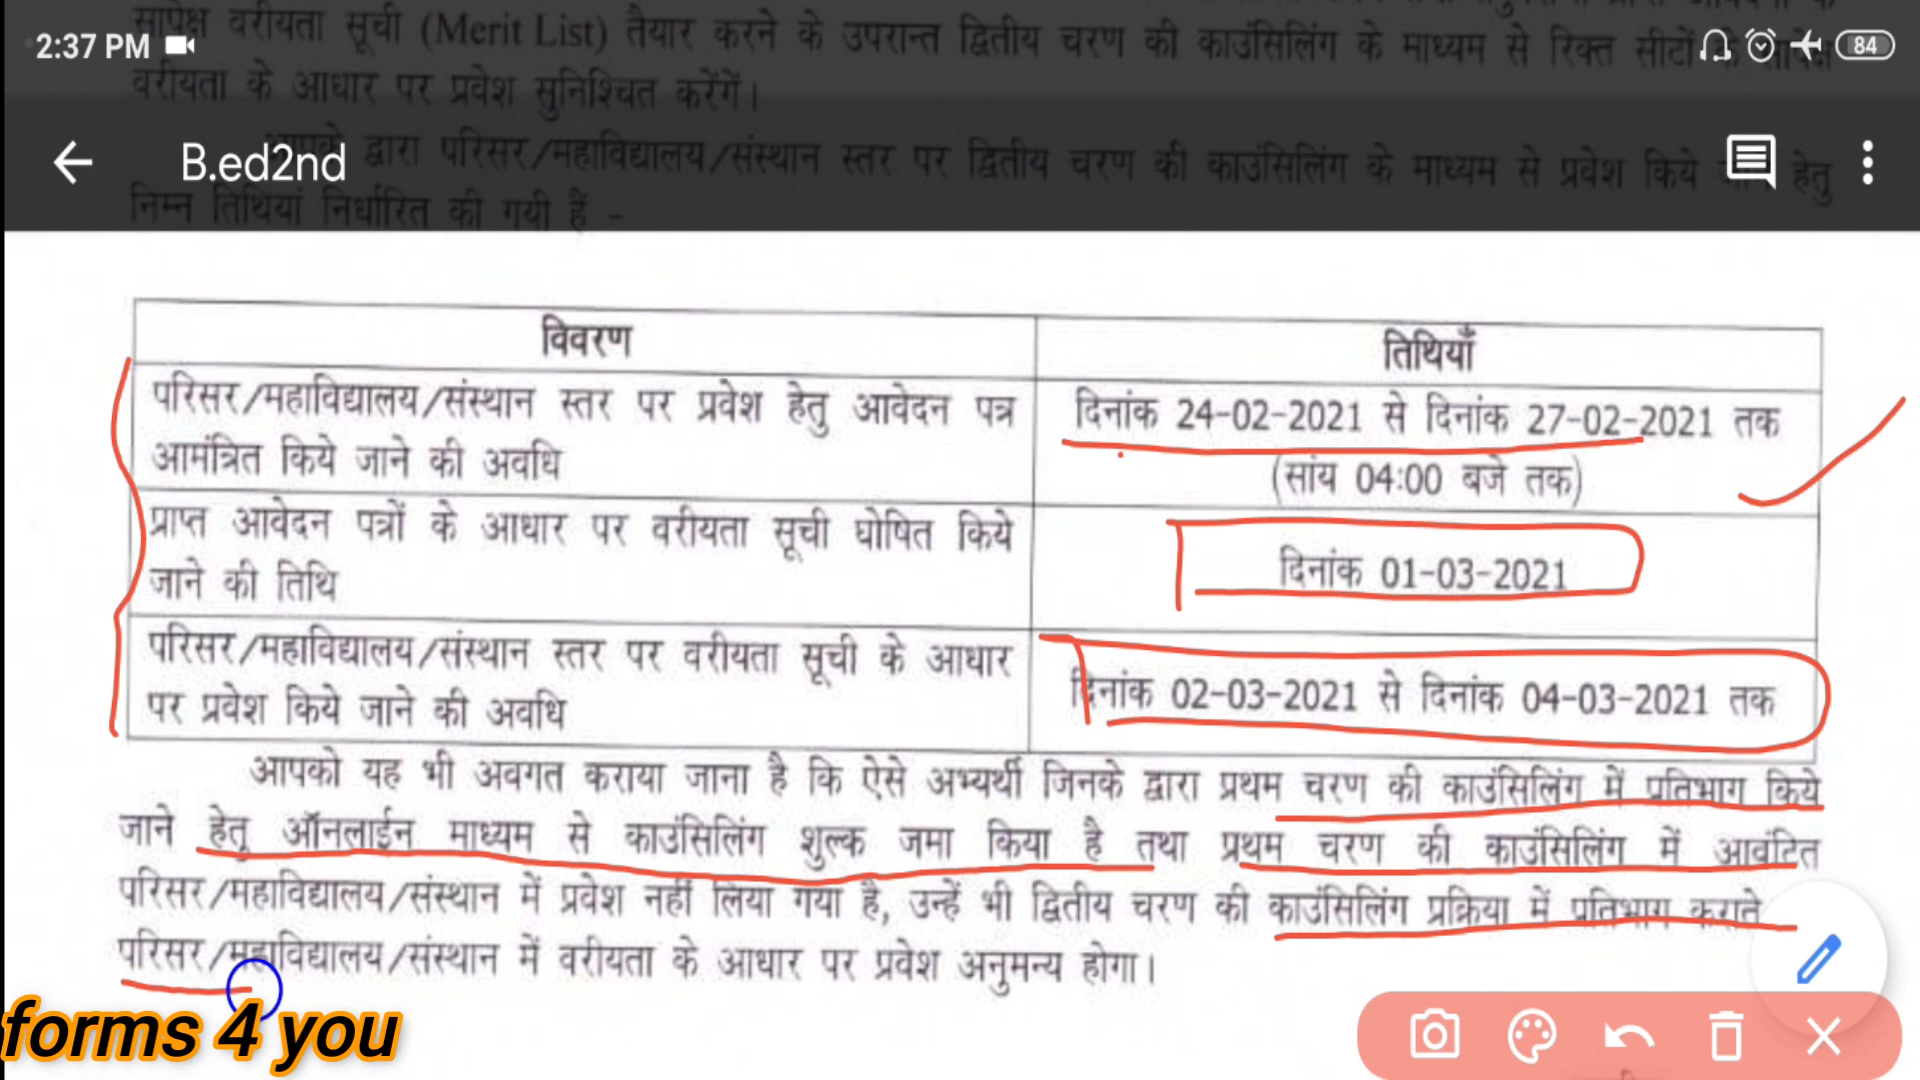 सापेक्ष वरीयता सूची (Merit List) तैयार करने के उपरान्त द्वितीय चरण की काउंसिलिंग के माध्यम से रिक्त सीटों के सापेक्ष
2:37 PM
84
वरीयता के आधार पर प्रवेश सुनिश्चित करेंगें।
B.ed2nd
आपके द्वारा परिसर/महाविद्यालय/संस्थान स्तर पर द्वितीय चरण की काउंसिलिंग के माध्यम से प्रवेश किये जाने हेतु
निम्न तिथियां निर्धारित की गयी हैं -
विवरण
तिथियाँ
परिसर/महाविद्यालय/संस्थान स्तर पर प्रवेश हेतु आवेदन पत्र
आमंत्रित किये जाने की अवधि
दिनांक 24-02-2021 से दिनांक 27-02-2021 तक
(सांय 04:00 बजे तक)
प्राप्त आवेदन पत्रों के आधार पर वरीयता सूची घोषित किये
जाने की तिथि
दिनांक 01-03-2021
परिसर/महाविद्यालय/संस्थान स्तर पर वरीयता सूची के आधार
पर प्रवेश किये जाने की अवधि
दिनांक 02-03-2021 से दिनांक 04-03-2021 तक
आपको यह भी अवगत कराया जाना है कि ऐसे अभ्यर्थी जिनके द्वारा प्रथम चरण की काउंसिलिंग में प्रतिभाग किये
जाने हेतू ऑनलाईन माध्यम से काउंसिलिंग शुल्क जमा किया है तथा प्रथम चरण की काउंसिलिंग में आवंटित
परिसर/महाविद्यालय/संस्थान में प्रवेश नहीं लिया गया है, उन्हें भी द्वितीय चरण की काउंसिलिंग प्रक्रिया में प्रतिभाग कराते
परिसर/महाविद्यालय/संस्थान में वरीयता के आधार पर प्रवेश अनुमन्य होगा।
forms 4 you